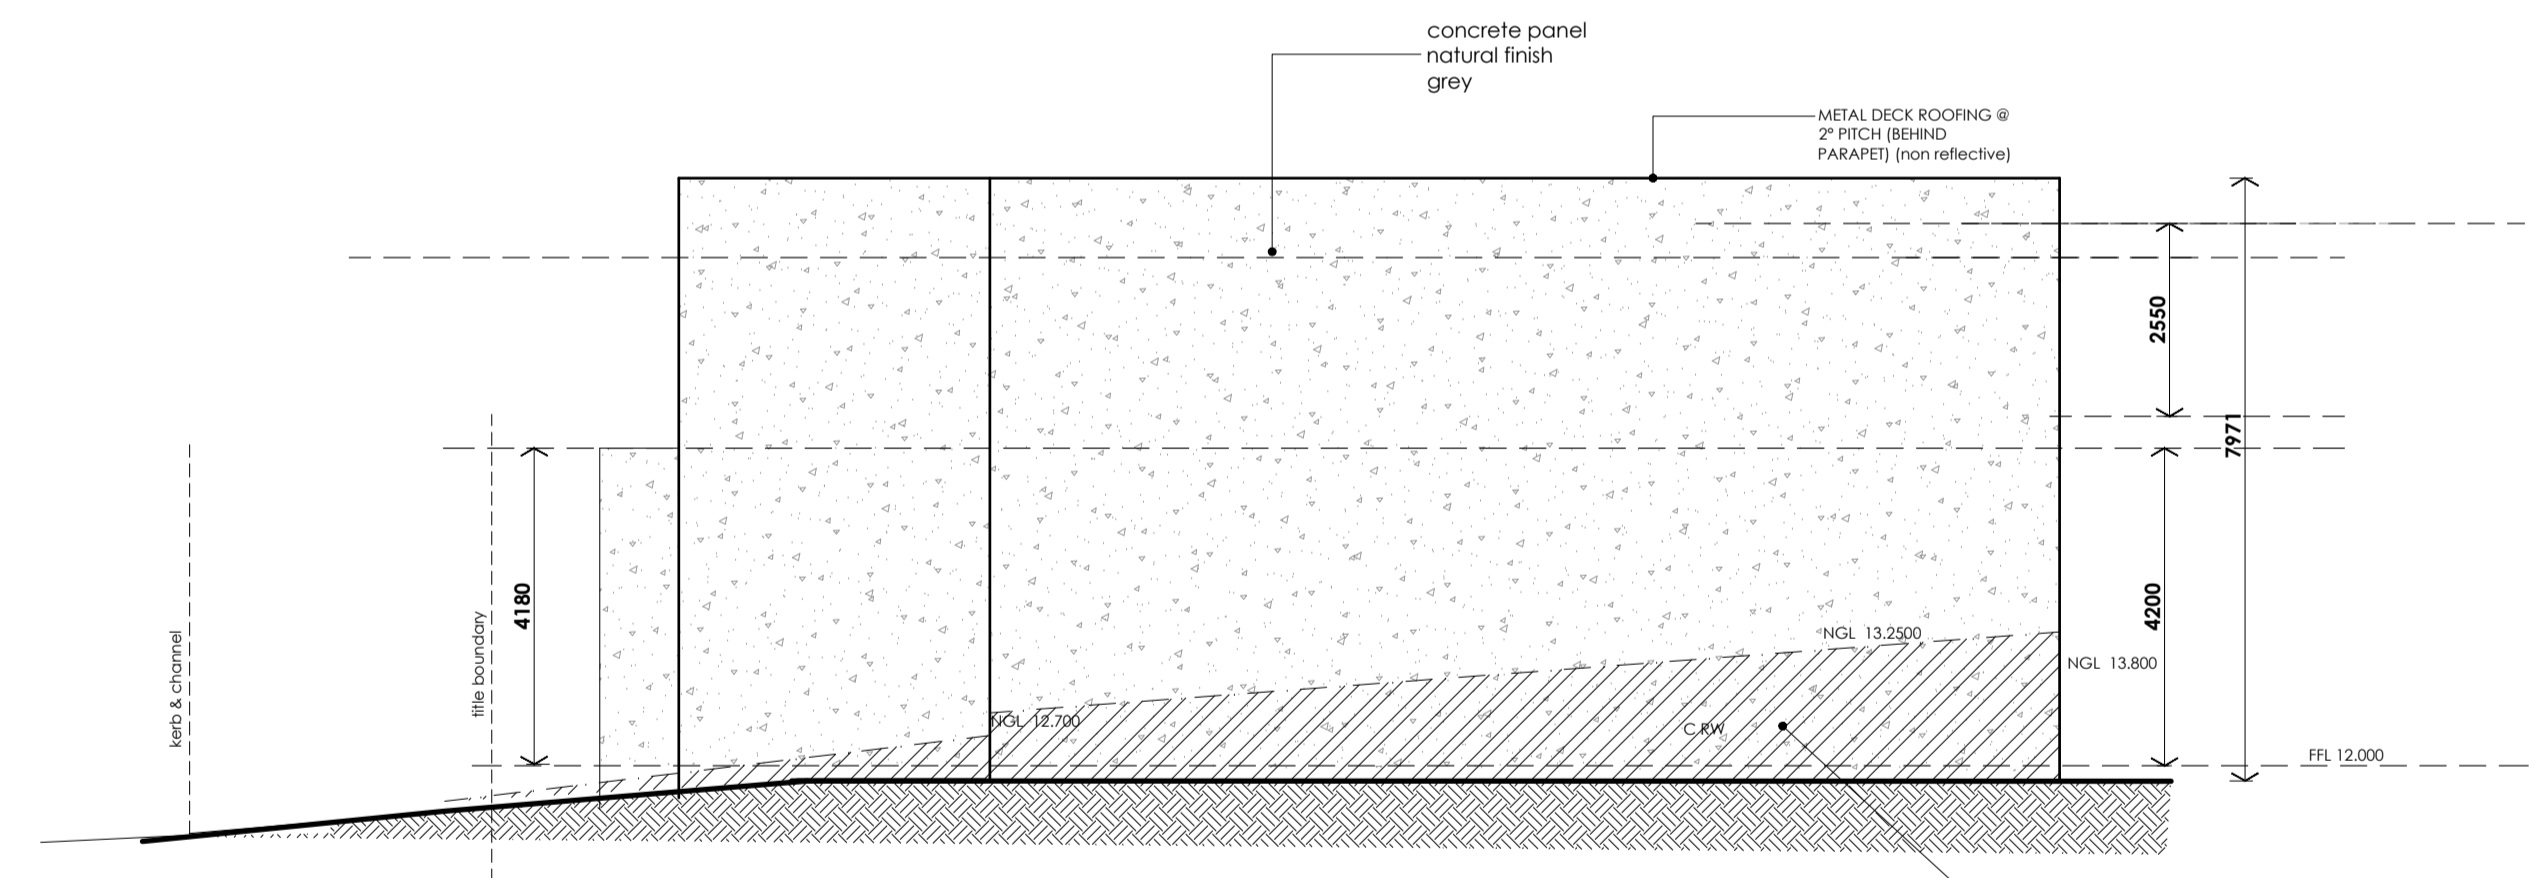 concrete panel
natural finish
grey
METAL DECK ROOFING @
2° PITCH (BEHIND
PARAPET) (non reflective)
2550
7971
4180
4200
kerb & channel
title boundary
NGL 13.2500
NGL 13.800
NGL 12.700
C RW
FFL 12.000